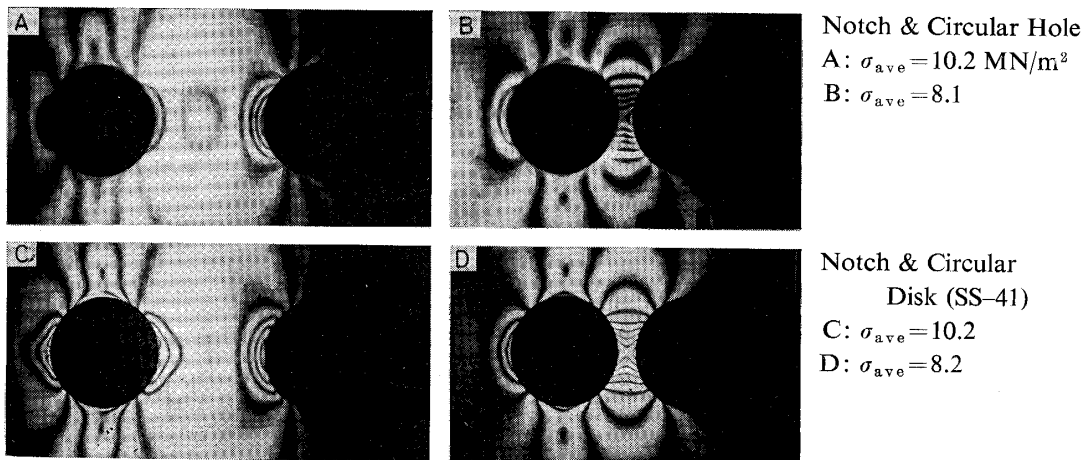 A
B
Notch & Circular Hole
A: σave=10.2 MN/m²
B: σave=8.1
C
D
Notch & Circular
Disk (SS–41)
C: σave=10.2
D: σave=8.2